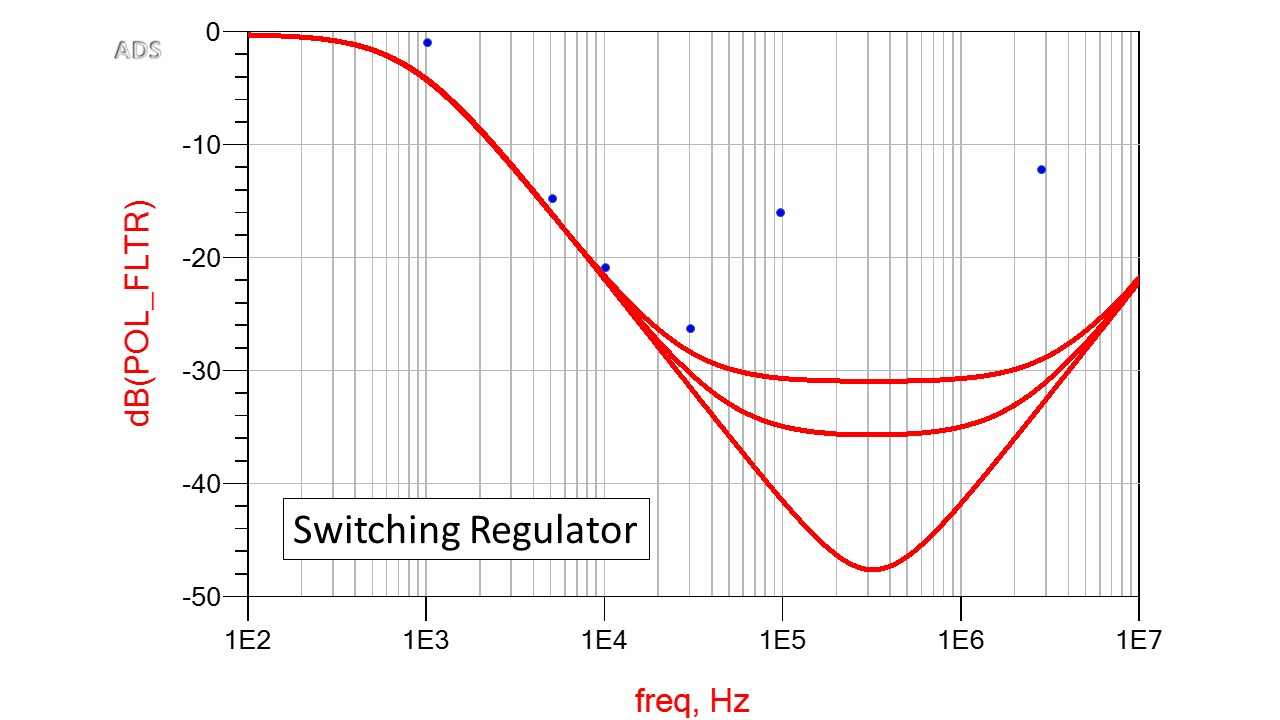 ADS
0
-10
-20
-30
-40
-50
dB(POL_FLTR)
Switching Regulator
1E2 1E3 1E4 1E5 1E6 1E7
freq, Hz